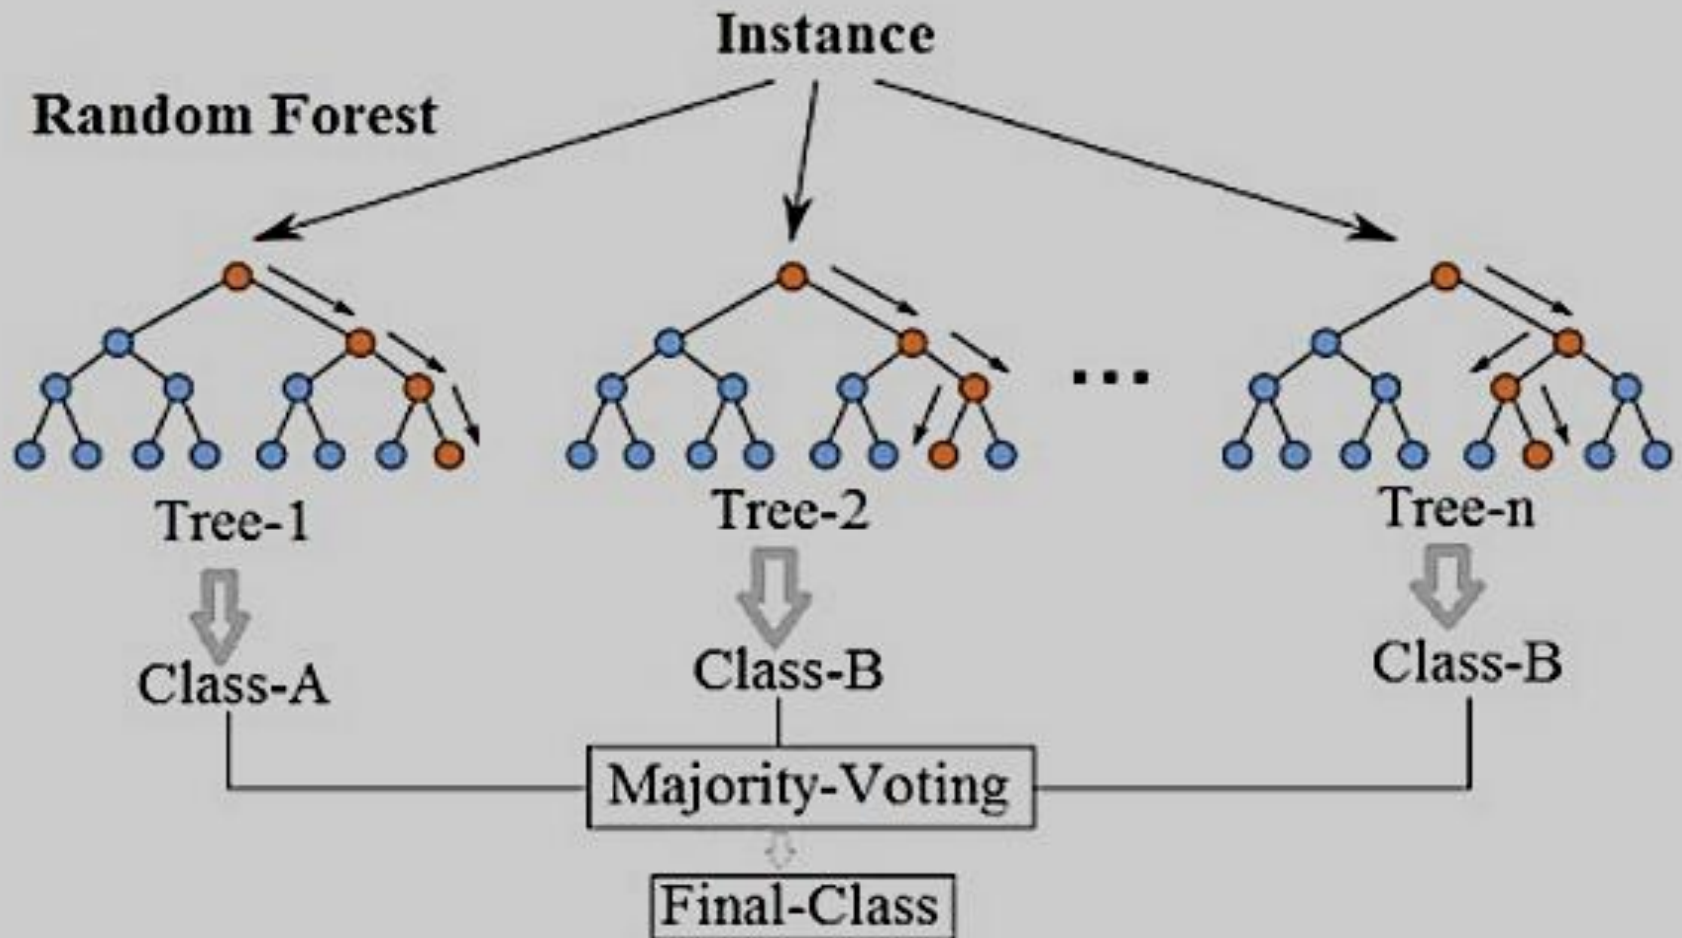 Instance
Random Forest
...
Tree-1
Tree-2
Tree-n
Class-A
Class-B
Class-B
Majority-Voting
Final-Class